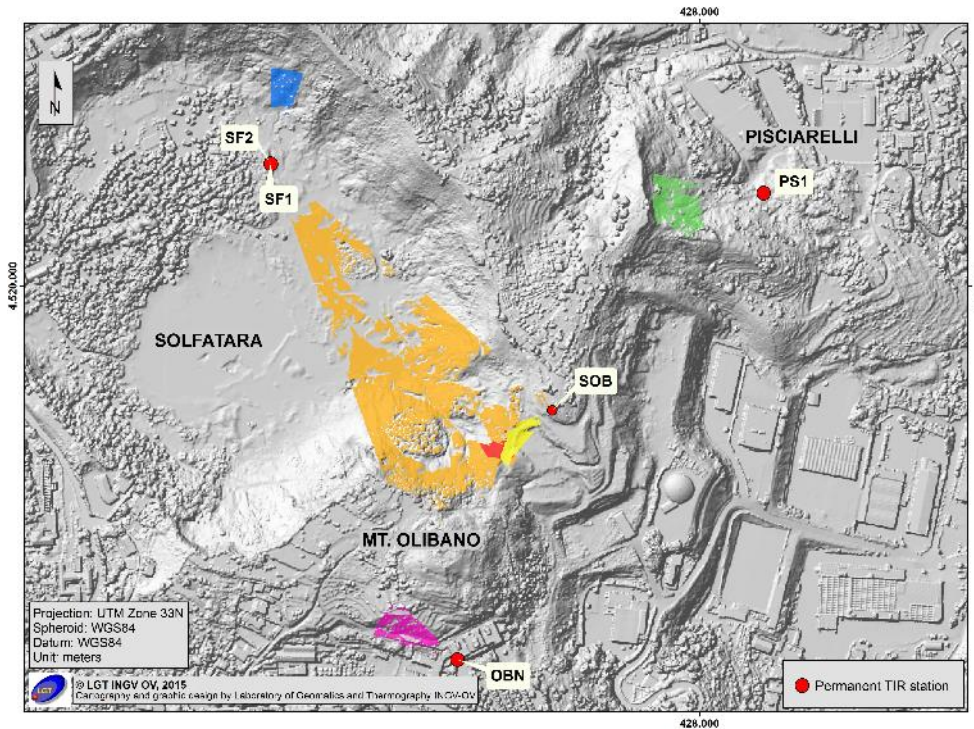 428.000
N
PISCIARELLI
SF2
PS1
SF1
4.520.000
SOLFATARA
SOB
MT. OLIBANO
Projection: UTM Zone 33N
Spheroid: WGS84
Datum: WGS84
Unit: meters
OBN
LGT
© LGT INGV OV, 2015
Cartography and graphic design by Laboratory of Geomatics and Thermography INGV-OV
Permanent TIR station
428.000